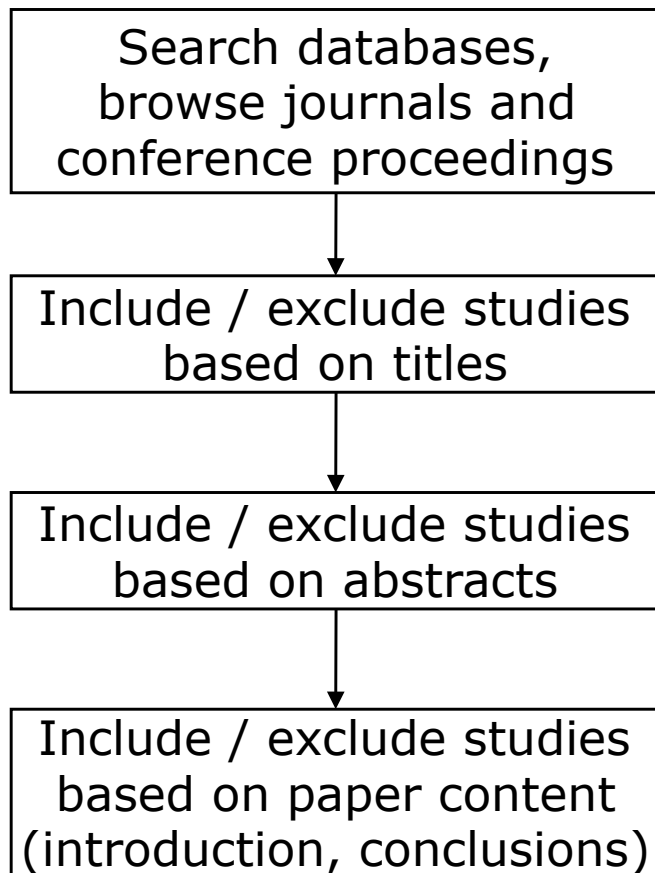 Search databases,
browse journals and
conference proceedings
Include / exclude studies
based on titles
Include / exclude studies
based on abstracts
Include / exclude studies
based on paper content
(introduction, conclusions)